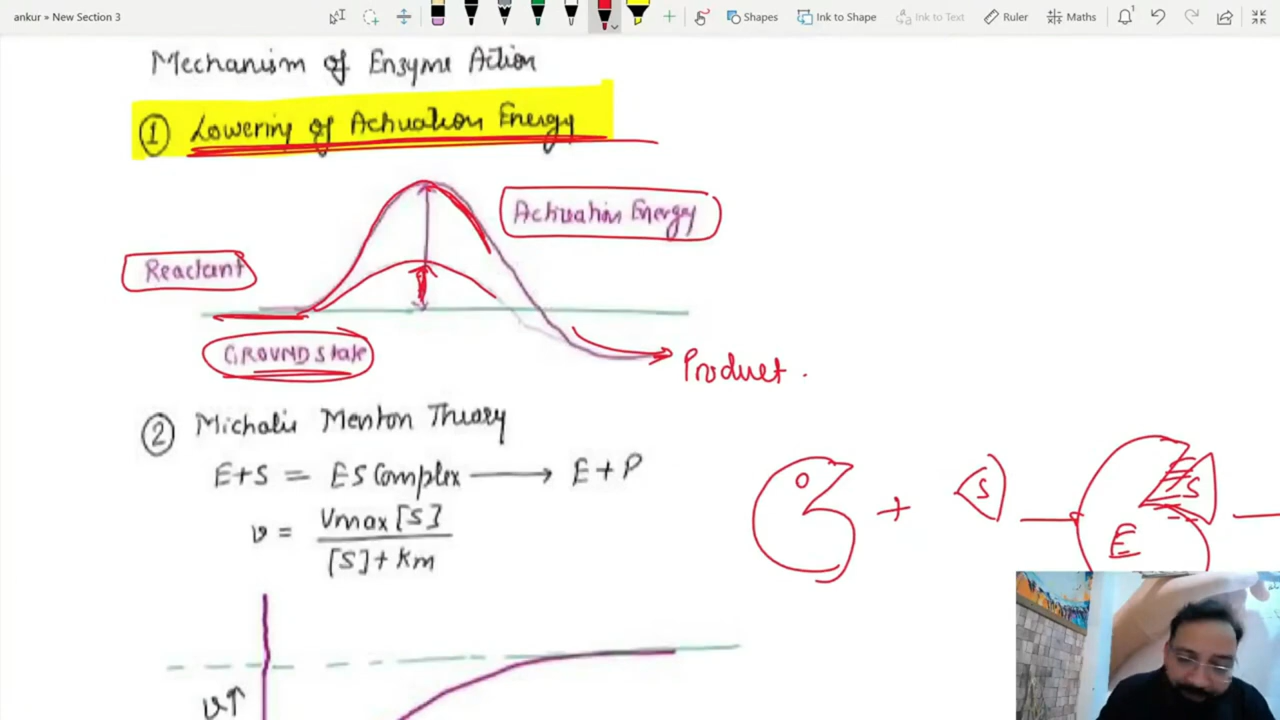 ankur » New Section 3
Shapes
Ink to Shape
Ink to Text
Ruler
Maths
Mechanism of Enzyme Action
① Lowering of Activation Energy
Activation Energy
Reactant
GROUND State
Product .
② Michalis Menton Theory
E+S = ES Complex → E + P
v = Vmax [S]
[S] + Km
+
S
S
E
v↑